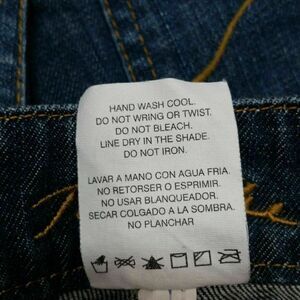 HAND WASH COOL.
DO NOT WRING OR TWIST.
DO NOT BLEACH.
LINE DRY IN THE SHADE.
DO NOT IRON.
LAVAR A MANO CON AGUA FRIA.
NO RETORSER O ESPRIMIR.
NO USAR BLANQUEADOR.
SECAR COLGADO A LA SOMBRA.
NO PLANCHAR